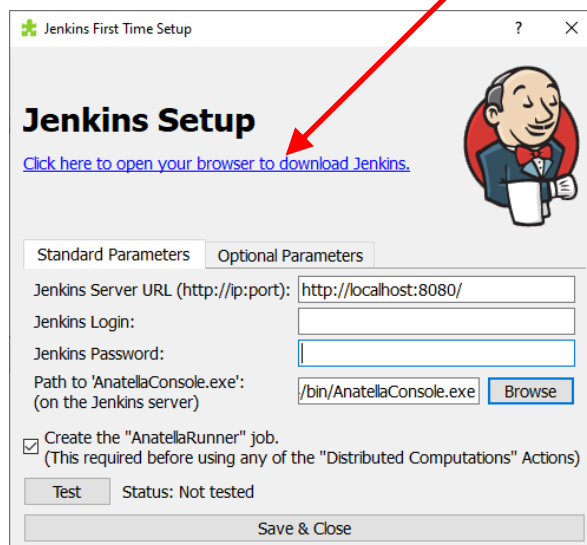 Jenkins First Time Setup
Jenkins Setup
Click here to open your browser to download Jenkins.
Standard Parameters Optional Parameters
Jenkins Server URL (http://ip:port): http://localhost:8080/
Jenkins Login:
Jenkins Password:
Path to 'AnatellaConsole.exe': /bin/AnatellaConsole.exe Browse
(on the Jenkins server)
Create the "AnatellaRunner" job.
(This required before using any of the "Distributed Computations" Actions)
Test Status: Not tested
Save & Close